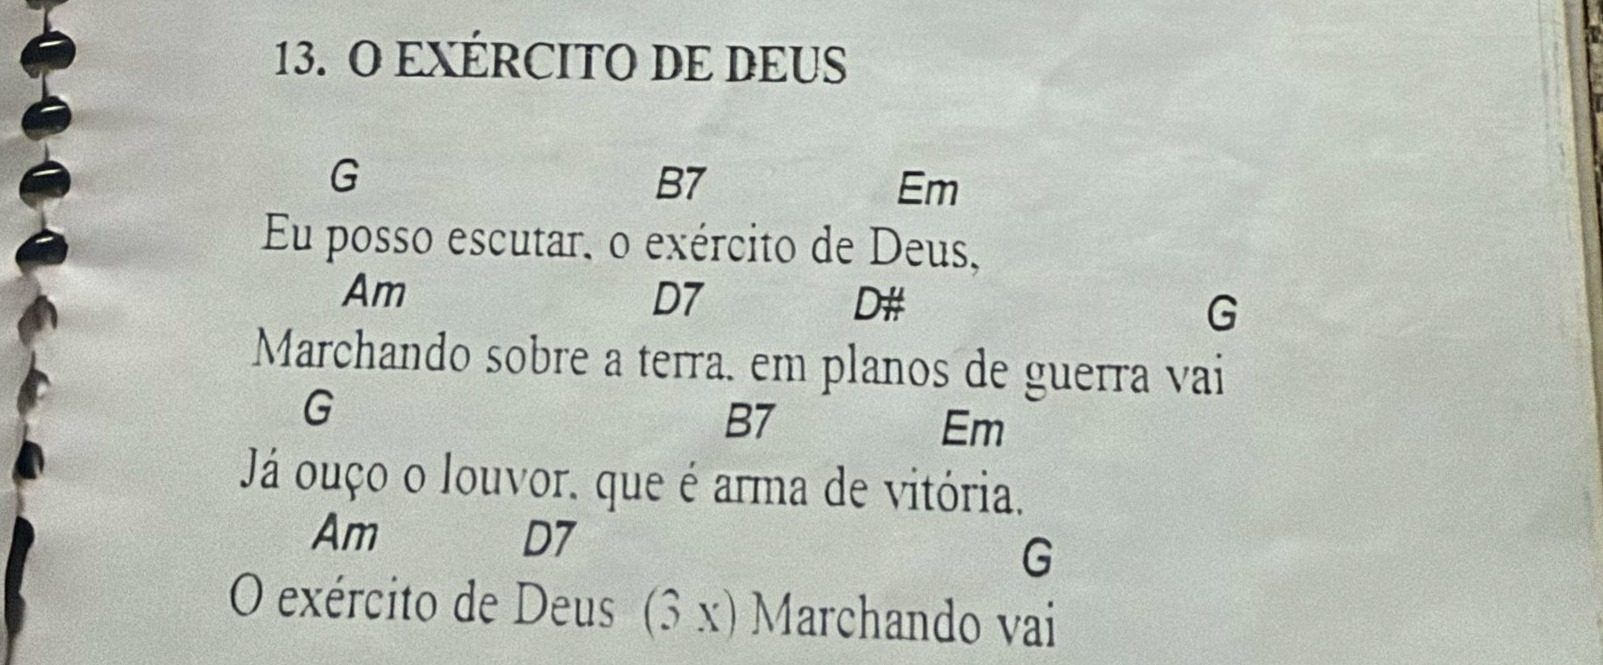 13. O EXÉRCITO DE DEUS
G B7 Em
Eu posso escutar, o exército de Deus,
Am D7 D# G
Marchando sobre a terra, em planos de guerra vai
G B7 Em
Já ouço o louvor, que é arma de vitória,
Am D7 G
O exército de Deus (3 x) Marchando vai